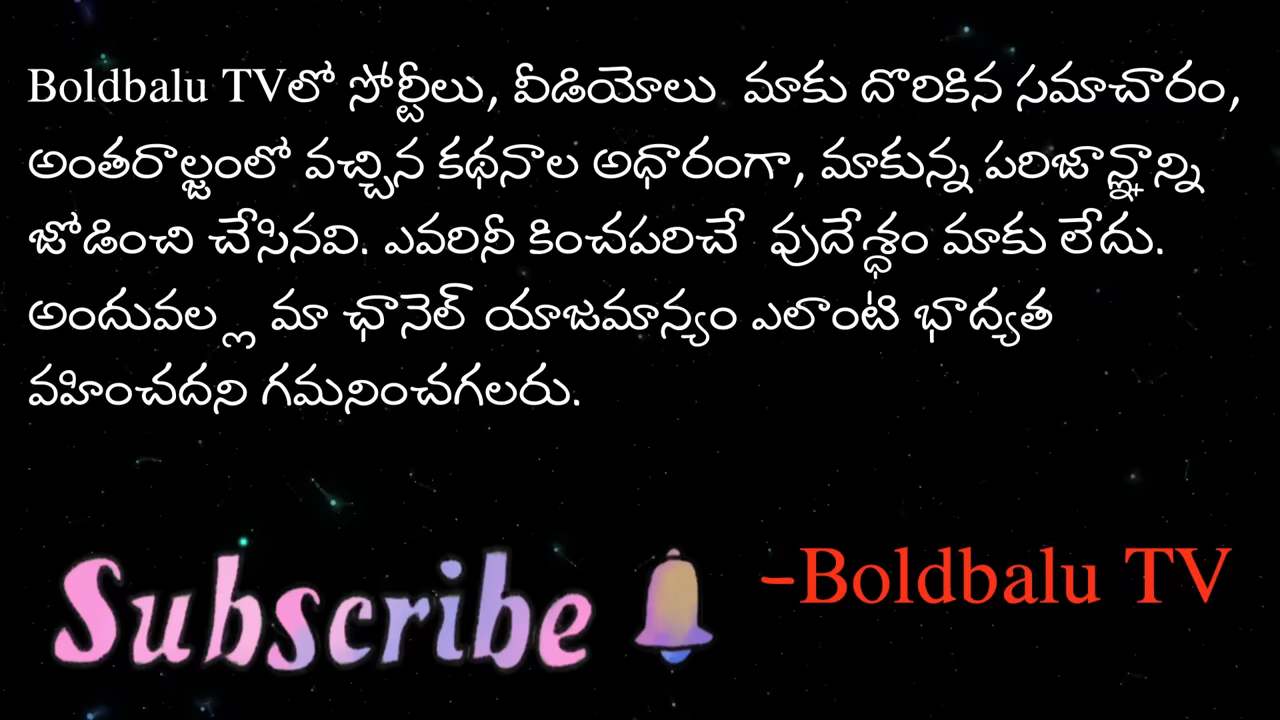 Boldbalu TVలో సోర్టీలు, వీడియోలు మాకు దొరికిన సమాచారం,
అంతరాల్జంలో వచ్చిన కథనాల అధారంగా, మాకున్న పరిజాన్ఞాన్ని
జోడించి చేసినవి. ఎవరినీ కించపరిచే వుదేశ్ధం మాకు లేదు.
అందువల్ల మా ఛానెల్ యాజమాన్యం ఎలాంటి భాద్యత
వహించదని గమనించగలరు.
Subscribe
-Boldbalu TV